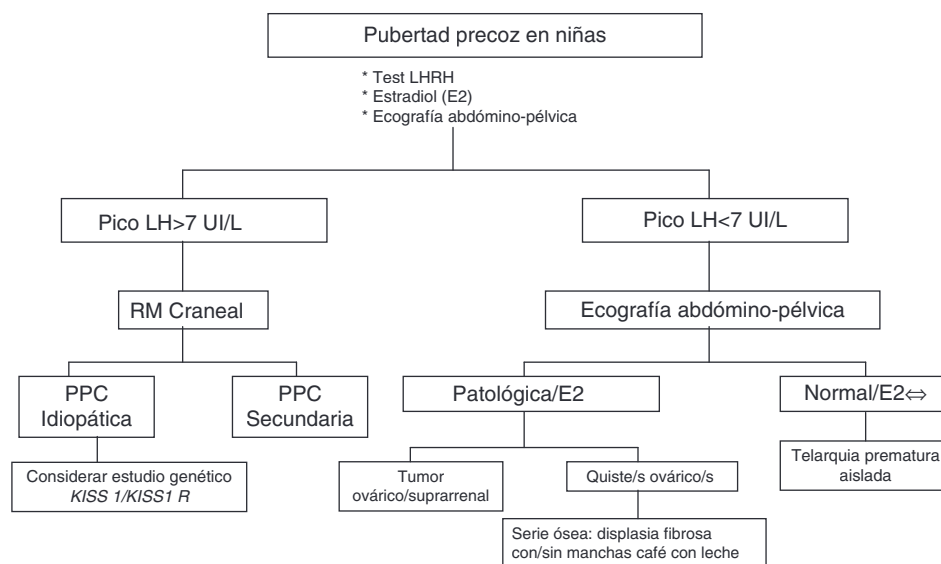 Pubertad precoz en niñas
* Test LHRH
* Estradiol (E2)
* Ecografía abdómino-pélvica
Pico LH>7 UI/L
Pico LH<7 UI/L
RM Craneal
Ecografía abdómino-pélvica
PPC
Idiopática
PPC
Secundaria
Patológica/E2
Normal/E2⇔
Considerar estudio genético
KISS 1/KISS1 R
Tumor
ovárico/suprarrenal
Quiste/s ovárico/s
Telarquia prematura
aislada
Serie ósea: displasia fibrosa
con/sin manchas café con leche